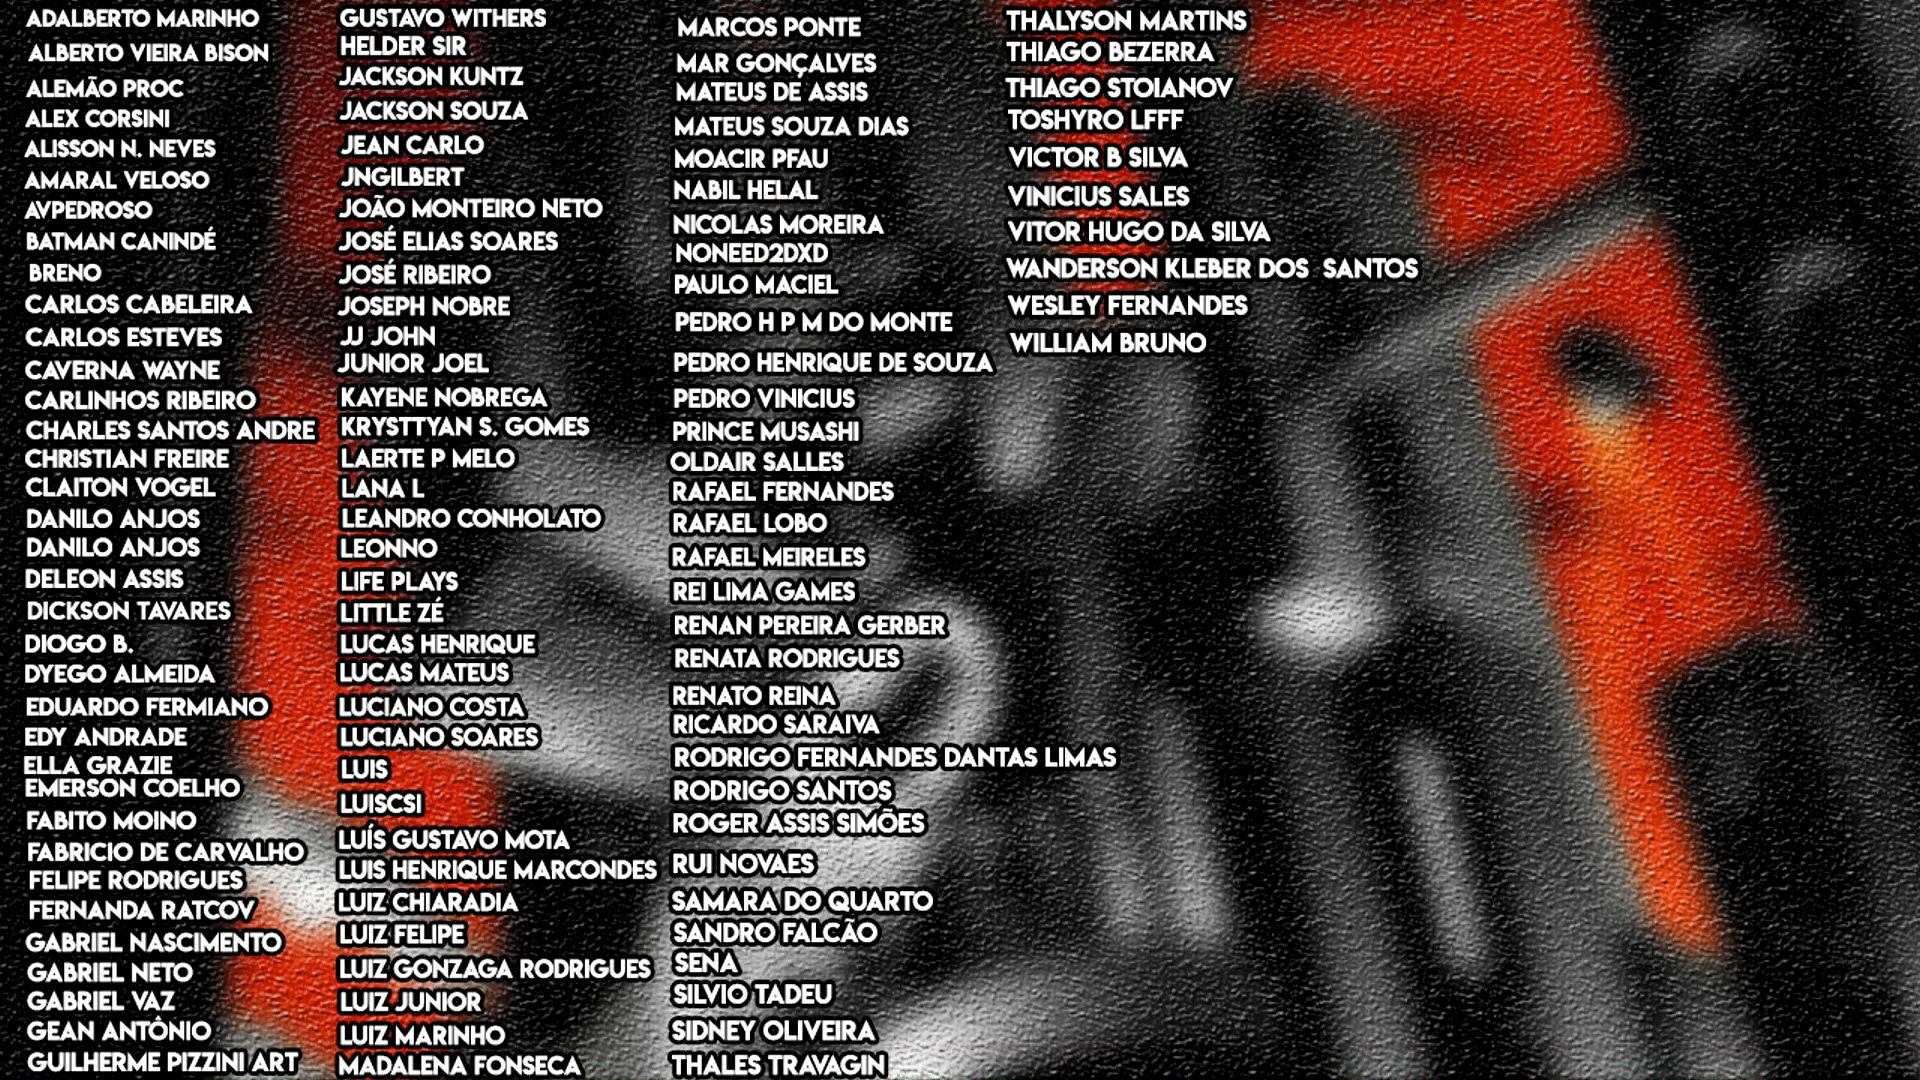 ADALBERTO MARINHO
ALBERTO VIEIRA BISON
ALEMÃO PROC
ALEX CORSINI
ALISSON N. NEVES
AMARAL VELOSO
AVPEDROSO
BATMAN CANINDÉ
BRENO
CARLOS CABELEIRA
CARLOS ESTEVES
CAVERNA WAYNE
CARLINHOS RIBEIRO
CHARLES SANTOS ANDRE
CHRISTIAN FREIRE
CLAITON VOGEL
DANILO ANJOS
DANILO ANJOS
DELEON ASSIS
DICKSON TAVARES
DIOGO B.
DYEGO ALMEIDA
EDUARDO FERMIANO
EDY ANDRADE
ELLA GRAZIE
EMERSON COELHO
FABITO MOINO
FABRICIO DE CARVALHO
FELIPE RODRIGUES
FERNANDA RATCOV
GABRIEL NASCIMENTO
GABRIEL NETO
GABRIEL VAZ
GEAN ANTÔNIO
GUILHERME PIZZINI ART
GUSTAVO WITHERS
HELDER SIR
JACKSON KUNTZ
JACKSON SOUZA
JEAN CARLO
JNGILBERT
JOÃO MONTEIRO NETO
JOSÉ ELIAS SOARES
JOSÉ RIBEIRO
JOSEPH NOBRE
JJ JOHN
JUNIOR JOEL
KAYENE NOBREGA
KRYSTTYAN S. GOMES
LAERTE P MELO
LANA L
LEANDRO CONHOLATO
LEONNO
LIFE PLAYS
LITTLE ZÉ
LUCAS HENRIQUE
LUCAS MATEUS
LUCIANO COSTA
LUCIANO SOARES
LUIS
LUISCSI
LUÍS GUSTAVO MOTA
LUIS HENRIQUE MARCONDES
LUIZ CHIARADIA
LUIZ FELIPE
LUIZ GONZAGA RODRIGUES
LUIZ JUNIOR
LUIZ MARINHO
MADALENA FONSECA
MARCOS PONTE
MAR GONÇALVES
MATEUS DE ASSIS
MATEUS SOUZA DIAS
MOACIR PFAU
NABIL HELAL
NICOLAS MOREIRA
NONEED2DXD
PAULO MACIEL
PEDRO H P M DO MONTE
PEDRO HENRIQUE DE SOUZA
PEDRO VINICIUS
PRINCE MUSASHI
OLDAIR SALLES
RAFAEL FERNANDES
RAFAEL LOBO
RAFAEL MEIRELES
REI LIMA GAMES
RENAN PEREIRA GERBER
RENATA RODRIGUES
RENATO REINA
RICARDO SARAIVA
RODRIGO FERNANDES DANTAS LIMAS
RODRIGO SANTOS
ROGER ASSIS SIMÕES
RUI NOVAES
SAMARA DO QUARTO
SANDRO FALCÃO
SENA
SILVIO TADEU
SIDNEY OLIVEIRA
THALES TRAVAGIN
THALYSON MARTINS
THIAGO BEZERRA
THIAGO STOIANOV
TOSHYRO LFFF
VICTOR B SILVA
VINICIUS SALES
VITOR HUGO DA SILVA
WANDERSON KLEBER DOS SANTOS
WESLEY FERNANDES
WILLIAM BRUNO